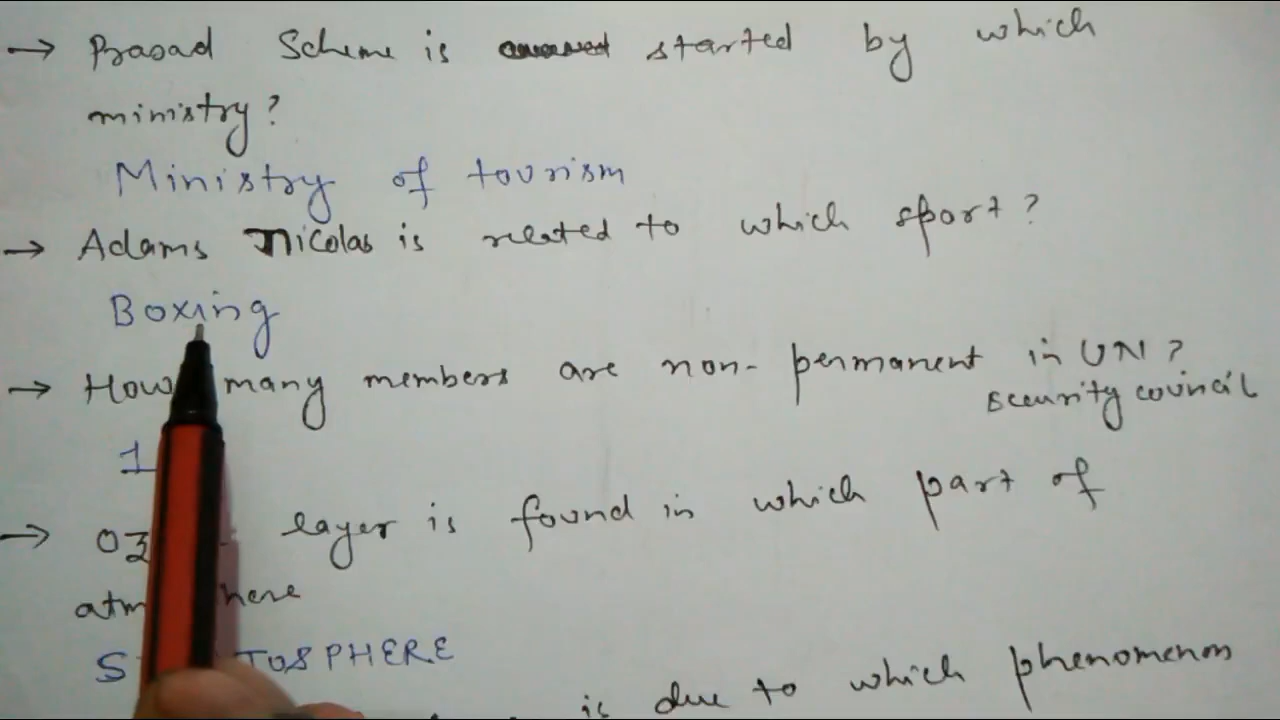 → Prasad Scheme is started by which
ministry?
Ministry of tourism
→ Adams Nicolas is related to which sport?
Boxing
→ How many members are non-permanent in UN?
security council
1
→ layer is found in which part of
STRATOSPHERE
is due to which phenomenon